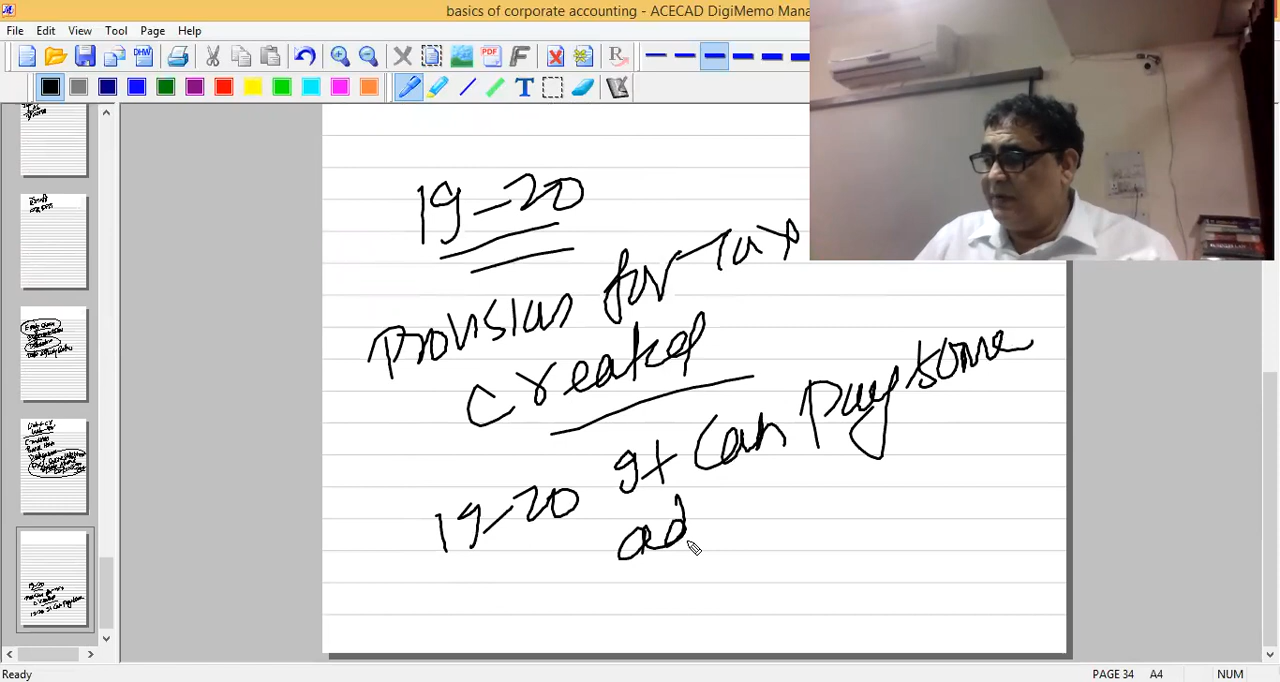 basics of corporate accounting - ACECAD DigiMemo Mana
File Edit View Tool Page Help
19-20
Provision for Tax
created
19-20 It can pay some
ad
Ready PAGE 34 A4 NUM